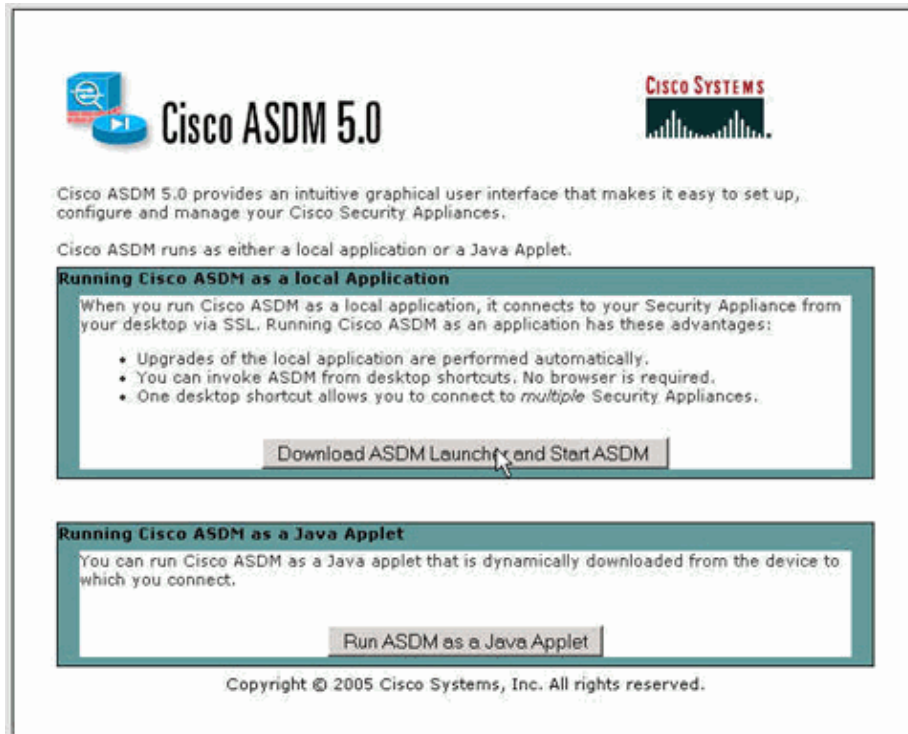 Cisco ASDM 5.0
CISCO SYSTEMS
Cisco ASDM 5.0 provides an intuitive graphical user interface that makes it easy to set up,
configure and manage your Cisco Security Appliances.
Cisco ASDM runs as either a local application or a Java Applet.
Running Cisco ASDM as a local Application
When you run Cisco ASDM as a local application, it connects to your Security Appliance from
your desktop via SSL. Running Cisco ASDM as an application has these advantages:
• Upgrades of the local application are performed automatically.
• You can invoke ASDM from desktop shortcuts. No browser is required.
• One desktop shortcut allows you to connect to multiple Security Appliances.
Download ASDM Launcher and Start ASDM
Running Cisco ASDM as a Java Applet
You can run Cisco ASDM as a Java applet that is dynamically downloaded from the device to
which you connect.
Run ASDM as a Java Applet
Copyright © 2005 Cisco Systems, Inc. All rights reserved.